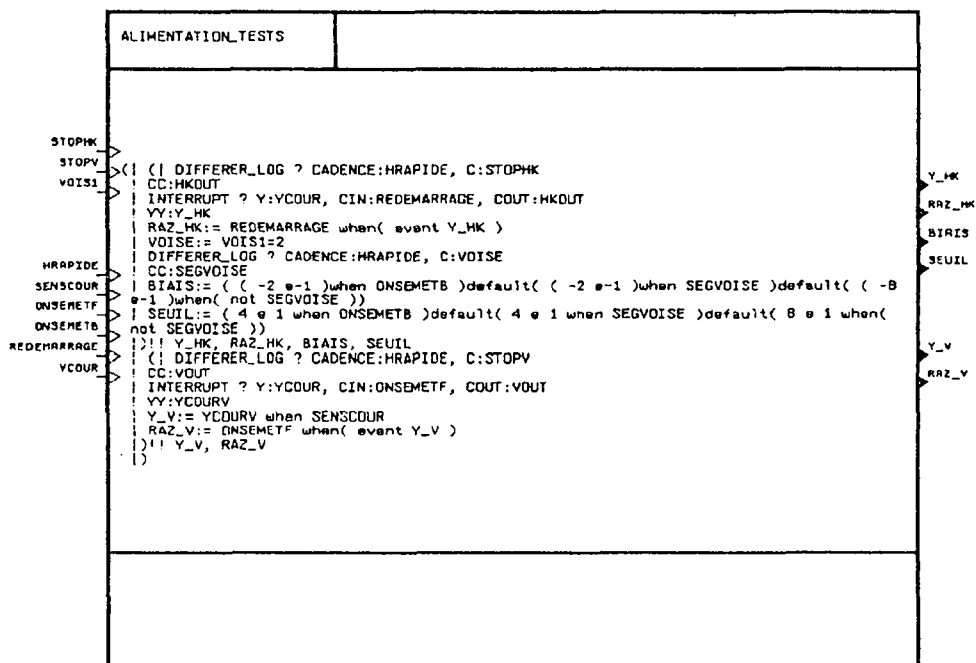 ALIMENTATION_TESTS
STOPHK
STOPV
VOIS1
HRAPIDE
SENSCOUR
ONSEMETF
ONSEMETB
REDEMARRAGE
YCOUR
(| (| DIFFERER_LOG ? CADENCE:HRAPIDE, C:STOPHK
! CC:HKOUT
| INTERRUPT ? Y:YCOUR, CIN:REDEMARRAGE, COUT:HKOUT
! YY:Y_HK
| RAZ_HK:= REDEMARRAGE when( event Y_HK )
| VOISE:= VOIS1=2
| DIFFERER_LOG ? CADENCE:HRAPIDE, C:VOISE
! CC:SEGVOISE
| BIAIS:= ( ( -2 e-1 )when ONSEMETB )default( ( -2 e-1 )when SEGVOISE )default( ( -8
e-1 )when( not SEGVOISE ))
| SEUIL:= ( 4 e 1 when ONSEMETB )default( 4 e 1 when SEGVOISE )default( 8 e 1 when(
not SEGVOISE ))
|)!! Y_HK, RAZ_HK, BIAIS, SEUIL
| (| DIFFERER_LOG ? CADENCE:HRAPIDE, C:STOPV
! CC:VOUT
| INTERRUPT ? Y:YCOUR, CIN:ONSEMETF, COUT:VOUT
! YY:YCOURV
| Y_V:= YCOURV when SENSCOUR
| RAZ_V:= ONSEMETF when( event Y_V )
|)!! Y_V, RAZ_V
|)
Y_HK
RAZ_HK
BIAIS
SEUIL
Y_V
RAZ_V